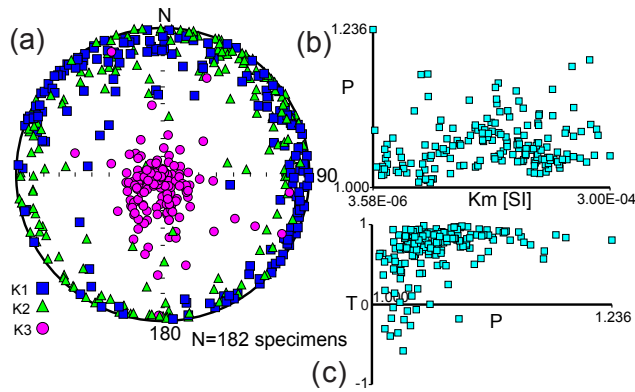 (a)
N
90
180
K1
K2
K3
N=182 specimens
(b)
1.236
P
1.000
3.58E-06
Km [SI]
3.00E-04
1
T
0
1.000
P
1.236
-1
(c)